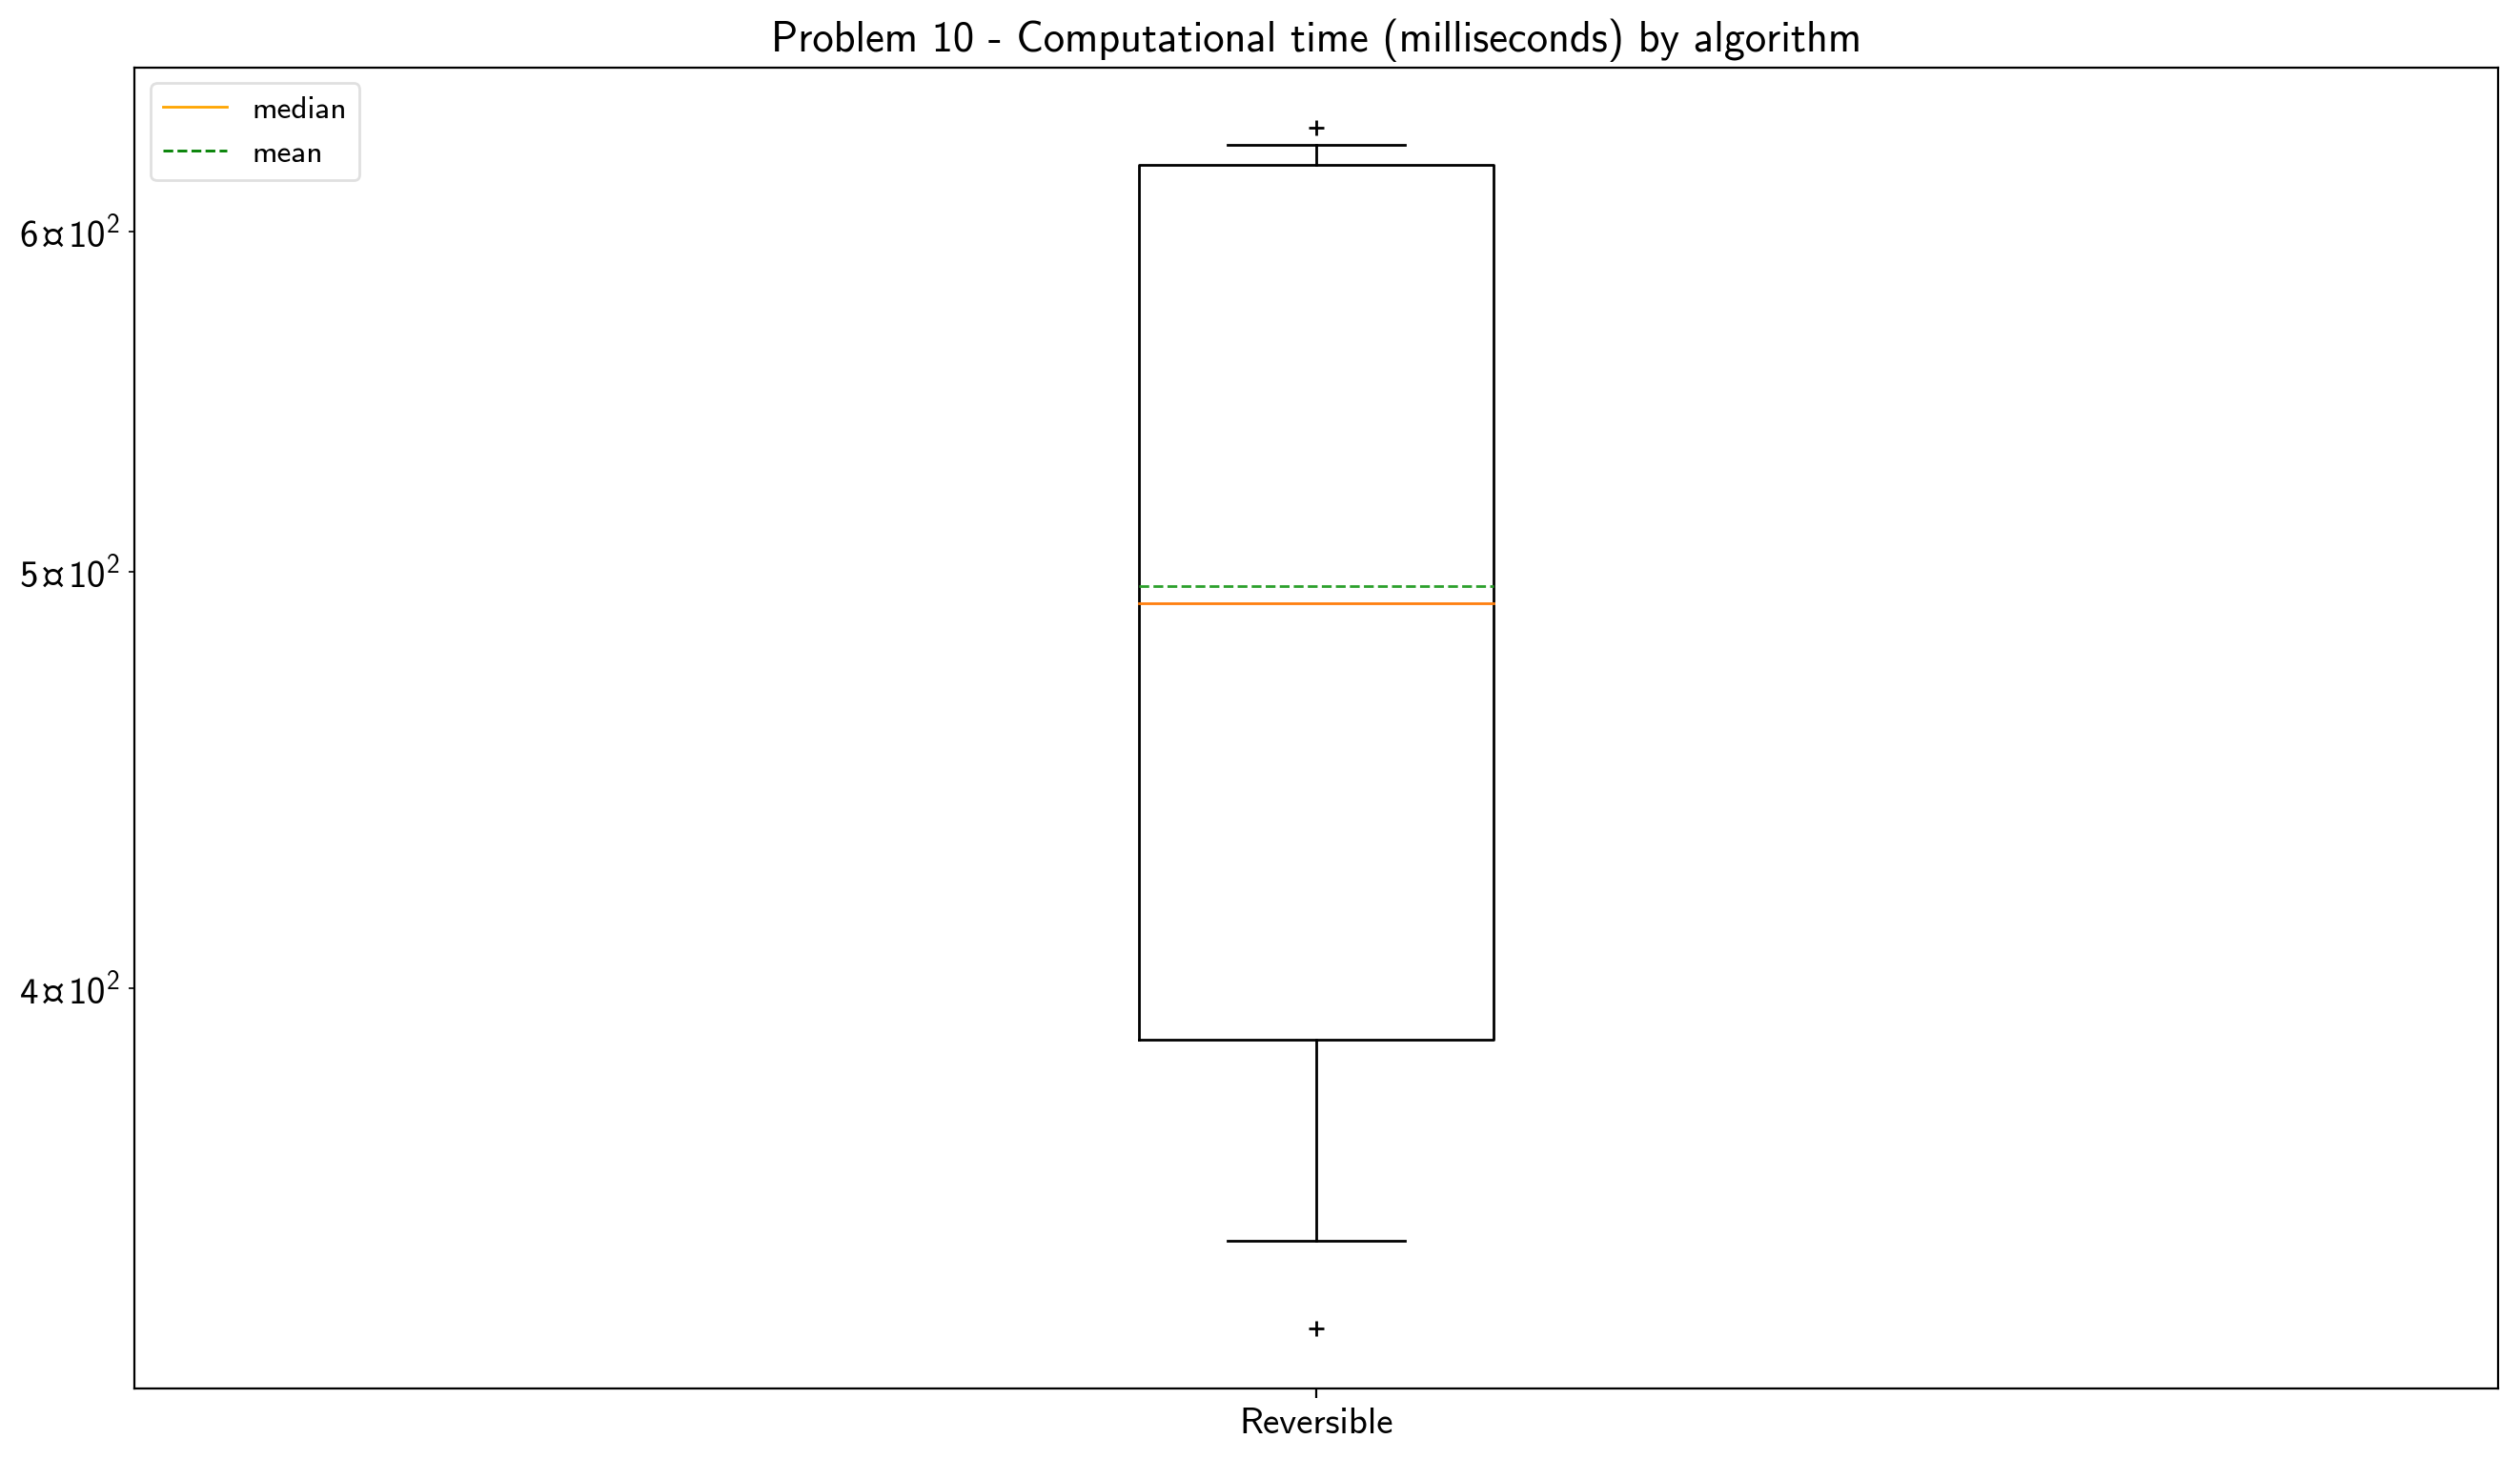 Problem 10 - Computational time (milliseconds) by algorithm
median
mean
6¤10²
5¤10²
4¤10²
Reversible